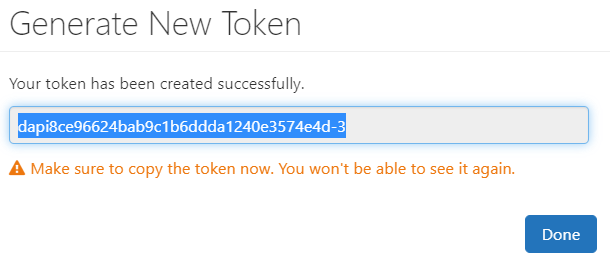 Generate New Token
Your token has been created successfully.
dapi8ce96624bab9c1b6ddda1240e3574e4d-3
Make sure to copy the token now. You won't be able to see it again.
Done